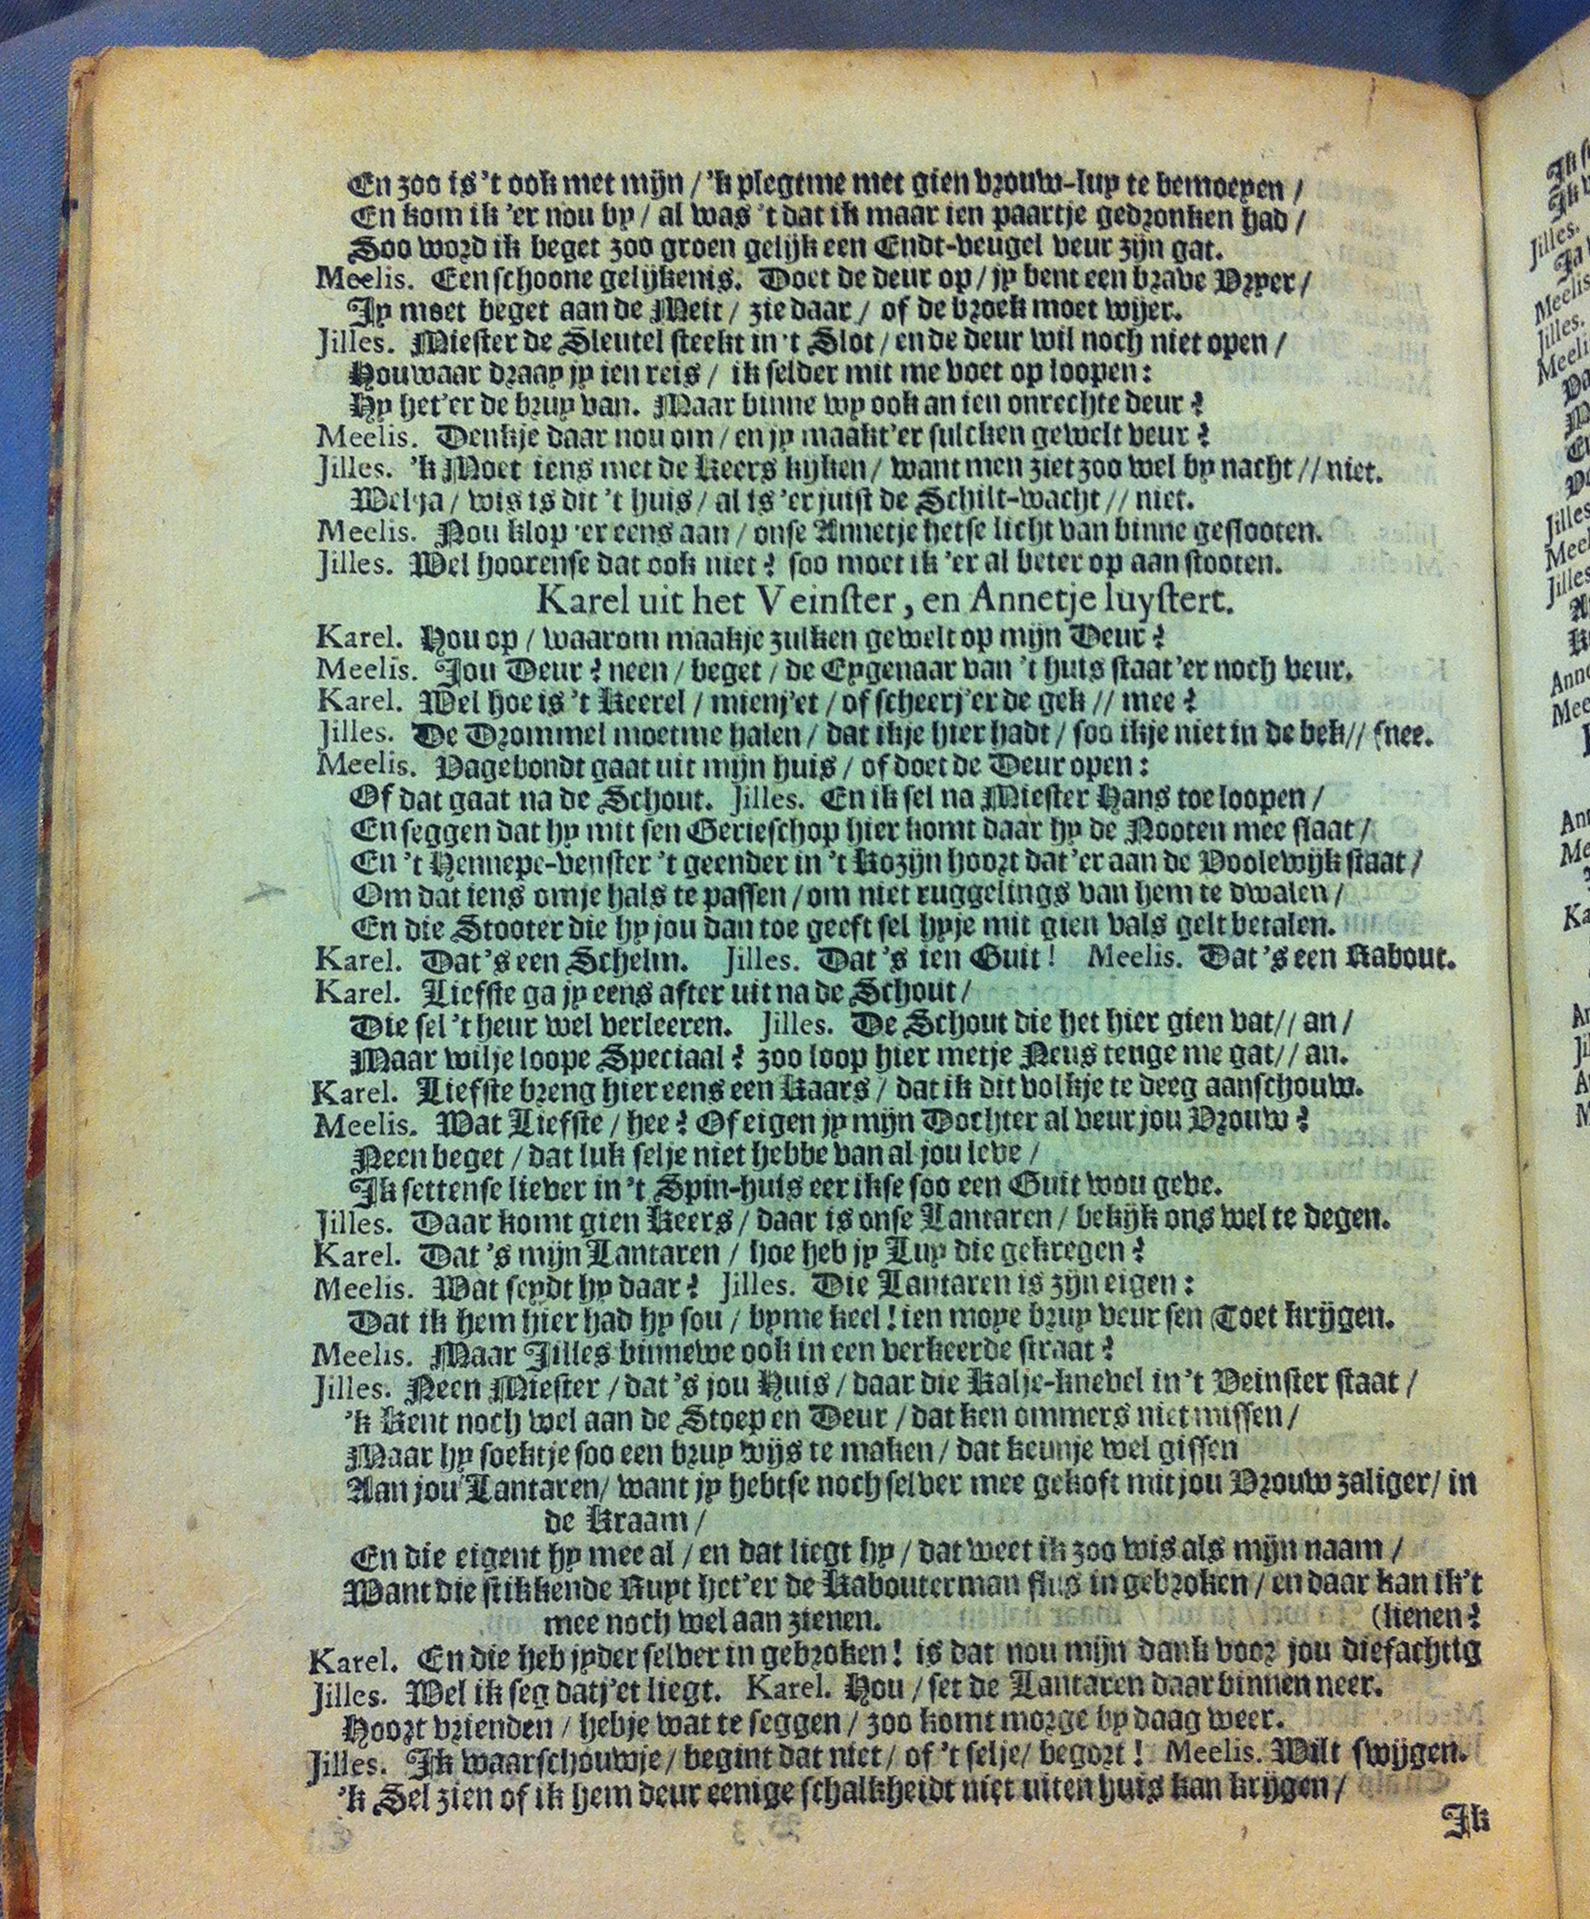 En zoo is 't ook met mijn / 'k plegtme met gien vrouw-luy te bemoeyen /
En kom ik 'er nou by / al was 't dat ik maar ien paartje gedronken had /
Soo word ik beget zoo groen gelijk een Endt-veugel veur zijn gat.
Meelis. Een schoone gelijkenis. Doet de deur op / jy bent een brave Vryer /
Jy moet beget aan de Meit / zie daar / of de broek moet wijer.
Jilles. Miester de Sleutel steekt in 't Slot / en de deur wil noch niet open /
Houwaar draay jy ien reis / ik selder mit me voet op loopen:
Hy het'er de bruy van. Maar binne wy ook an ien onrechte deur?
Meelis. Denkje daar nou om / en jy maakt'er sulcken gewelt veur?
Jilles. 'k Moet iens met de Keers kyken / want men ziet zoo wel by nacht // niet.
Wel ja / wis is dit 't huis / al is 'er juist de Schilt-wacht // niet.
Meelis. Nou klop 'er eens aan / onse Annetje hetse licht van binne geslooten.
Jilles. Wel hoorense dat ook niet? soo moet ik 'er al beter op aan stooten.
Karel uit het Veinster, en Annetje luystert.
Karel. Hou op / waarom maakje zulken gewelt op mijn Deur?
Meelis. Jou Deur? neen / beget / de Eygenaar van 't huis staat 'er noch veur.
Karel. Wel hoe is 't Keerel / mienj'et / of scheerj'er de gek // mee?
Jilles. De Drommel moetme halen / dat ikje hier hadt / soo ikje niet in de bek // snee.
Meelis. Vagebondt gaat uit mijn huis / of doet de Deur open:
Of dat gaat na de Schout. Jilles. En ik sel na Miester Hans toe loopen /
En seggen dat hy mit sen Gerieschop hier komt daar hy de Nooten mee slaat /
En 't Hennepe-venster 't geender in 't Kozijn hoort dat 'er aan de Voolewijk staat /
Om dat iens omje hals te passen / om niet ruggelings van hem te dwalen /
En die Stooter die hy jou dan toe geeft sel hyje mit gien vals gelt betalen.
Karel. Dat 's een Schelm. Jilles. Dat 's ien Guit! Meelis. Dat 's een Rabout.
Karel. Liefste ga jy eens after uit na de Schout /
Die sel 't heur wel verleeren. Jilles. De Schout die het hier gien vat // an /
Maar wilje loope Speciaal? zoo loop hier metje Neus teuge me gat // an.
Karel. Liefste breng hier eens een Kaars / dat ik dit volkje te deeg aanschouw.
Meelis. Wat Liefste / hee? Of eigen jy mijn Dochter al veur jou Vrouw?
Neen beget / dat luk selje niet hebbe van al jou leve /
Ik settense liever in 't Spin-huis eer ikse soo een Guit wou geve.
Jilles. Daar komt gien Keers / daar is onse Lantaren / bekijk ons wel te degen.
Karel. Dat 's mijn Lantaren / hoe heb jy Luy die gekregen?
Meelis. Wat seydt hy daar? Jilles. Die Lantaren is zijn eigen:
Dat ik hem hier had hy sou / byme keel! ien moye bruy veur sen Toet krijgen.
Meelis. Maar Jilles binnewe ook in een verkeerde straat?
Jilles. Neen Miester / dat 's jou Huis / daar die Kalje-knevel in 't Veinster staat /
'k Kent noch wel aan de Stoep en Deur / dat ken ommers niet missen /
Maar hy soektje soo een bruy wijs te maken / dat keunje wel gissen
Aan jou Lantaren / want jy hebtse noch selver mee gekoft mit jou Vrouw zaliger / in
de Kraam /
En die eigent hy mee al / en dat liegt hy / dat weet ik zoo wis als mijn naam /
Want die stikkende Ruyt het'er de Kabouterman flus in gebroken / en daar kan ik 't
mee noch wel aan zienen. (lienen?
Karel. En die heb jyder selver in gebroken! is dat nou mijn dank voor jou diefachtig
Jilles. Wel ik seg datj'et liegt. Karel. Hou / set de Lantaren daar binnen neer.
Hoort vrienden / hebje wat te seggen / zoo komt morge by daag weer.
Jilles. Ik waarschouwje / begint dat niet / of 't selje / begort! Meelis. Wilt swijgen.
'k Sel zien of ik hem deur eenige schalkheidt niet uiten huis kan krijgen /
Ik